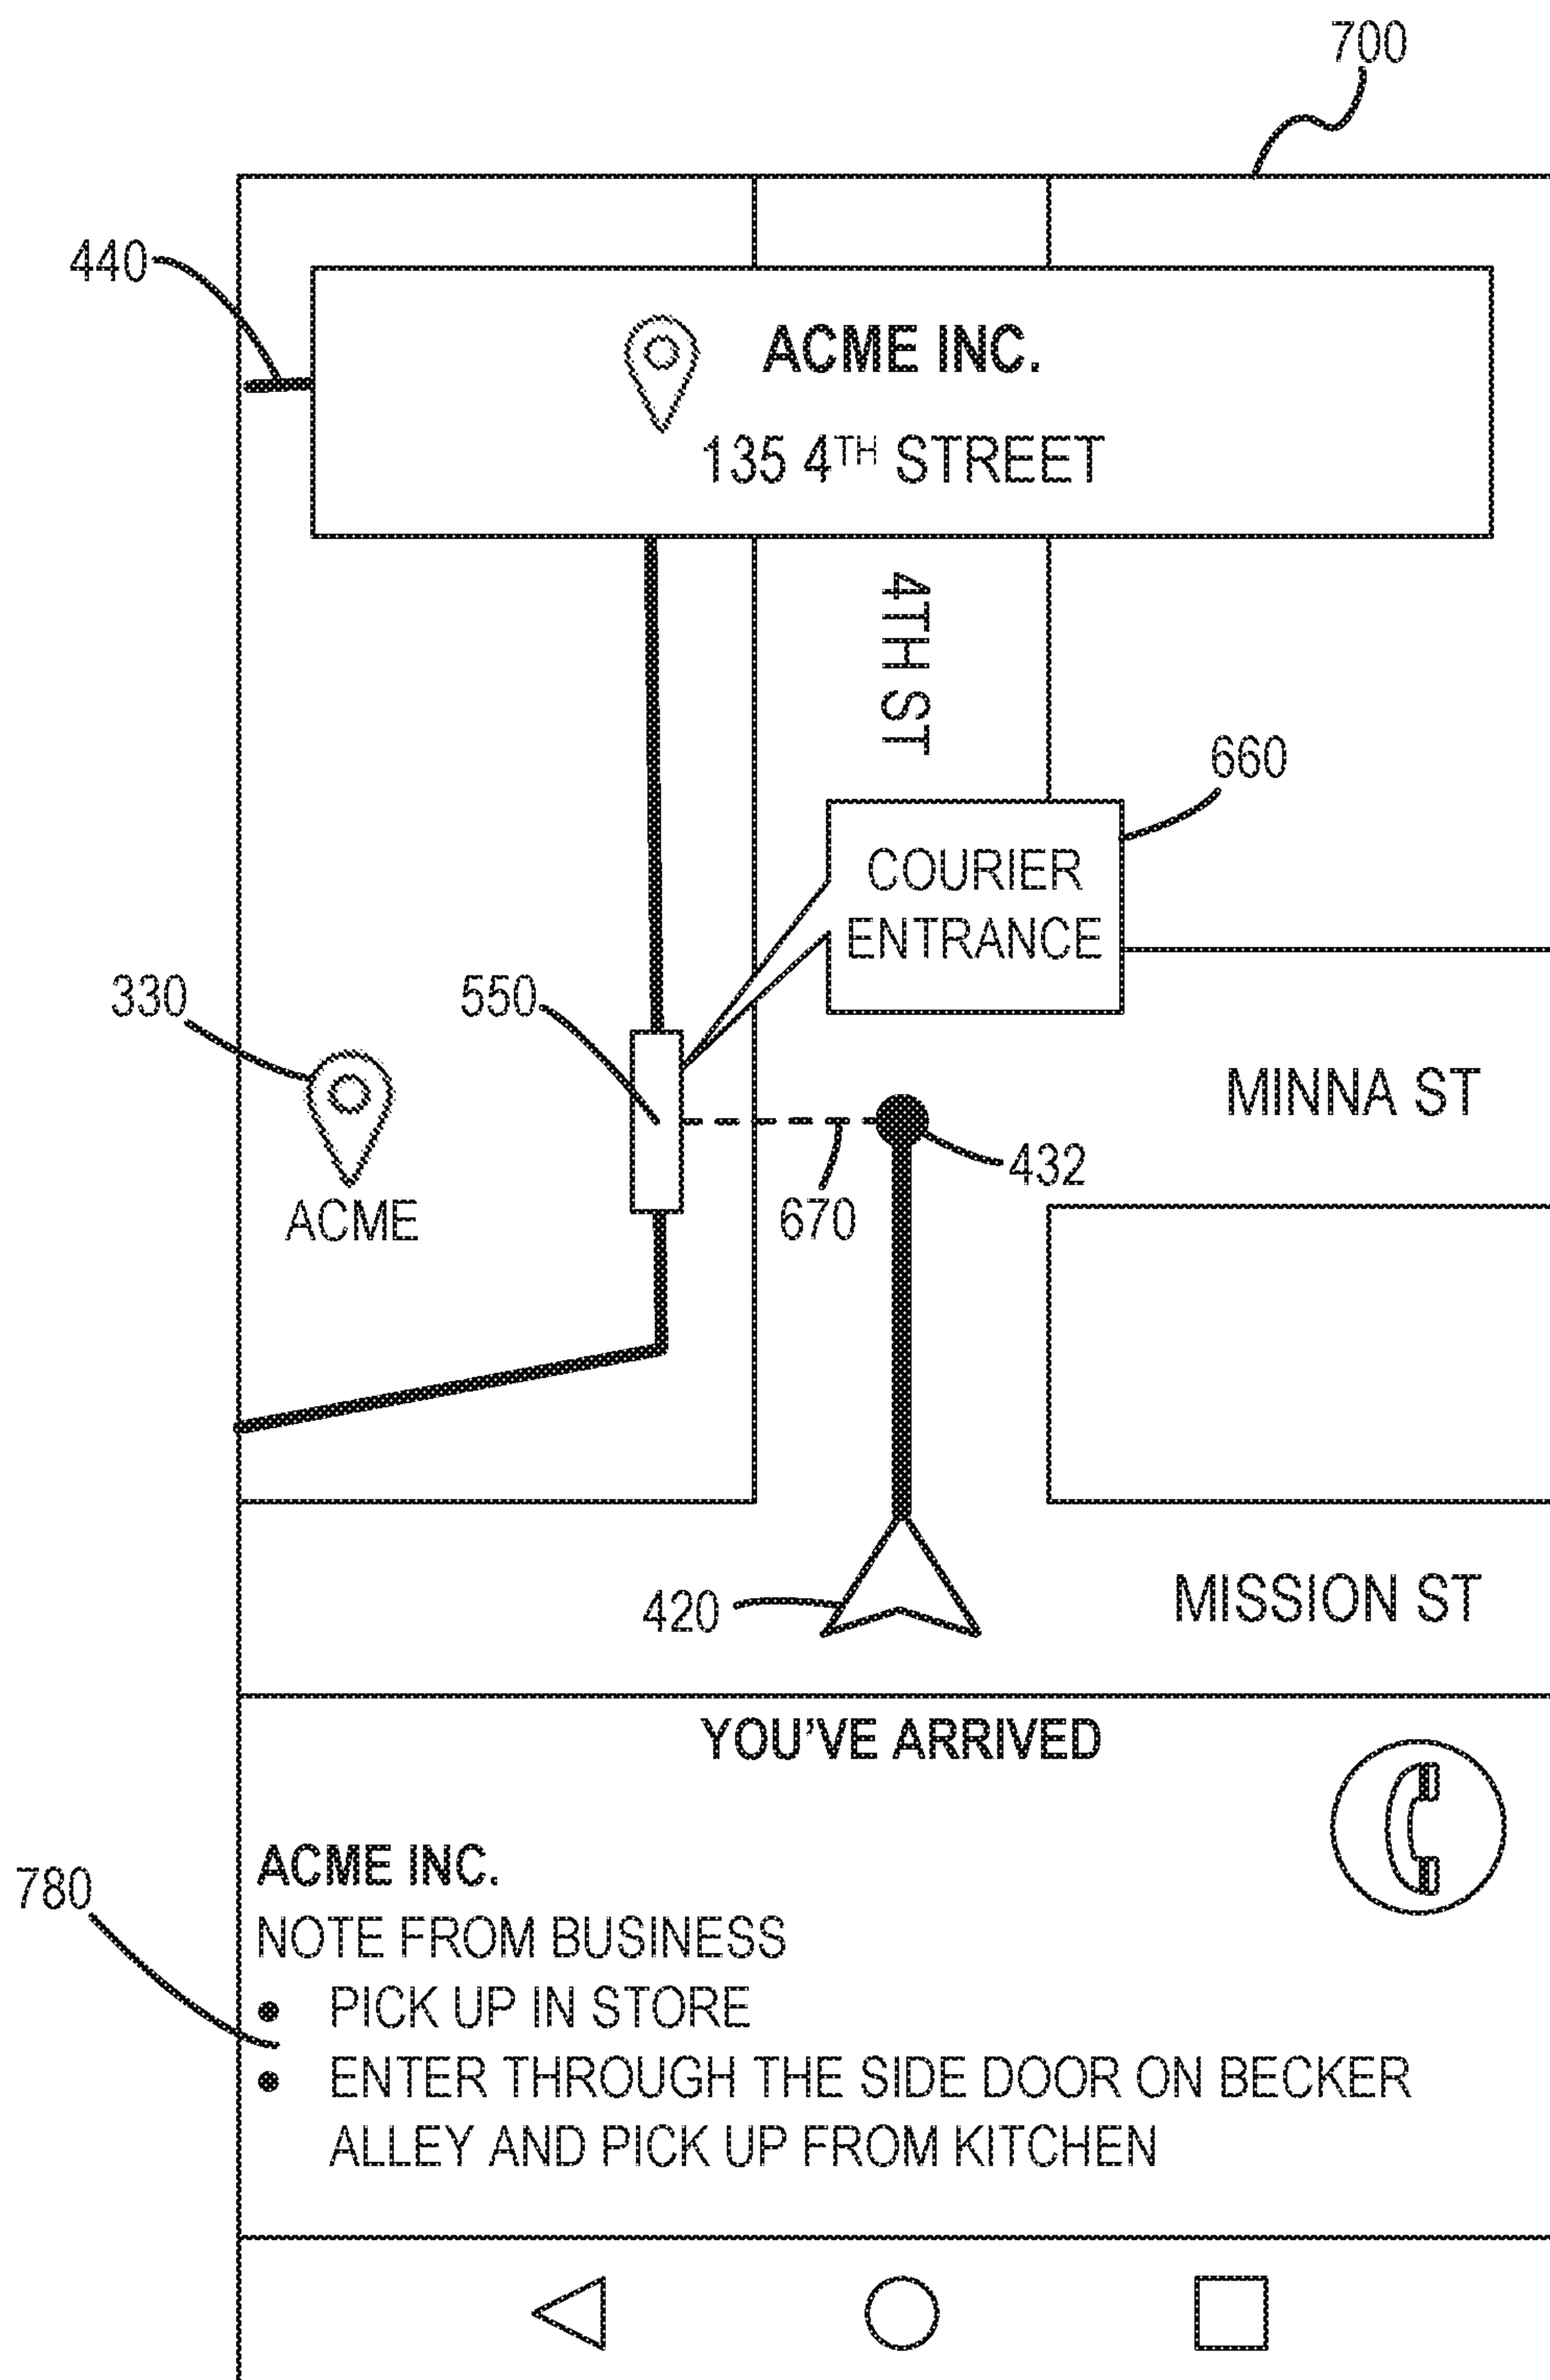 700
440
ACME INC.
135 4TH STREET
4TH ST
660
COURIER
ENTRANCE
330
550
MINNA ST
432
ACME
670
420
MISSION ST
YOU'VE ARRIVED
780
ACME INC.
NOTE FROM BUSINESS
• PICK UP IN STORE
• ENTER THROUGH THE SIDE DOOR ON BECKER
ALLEY AND PICK UP FROM KITCHEN